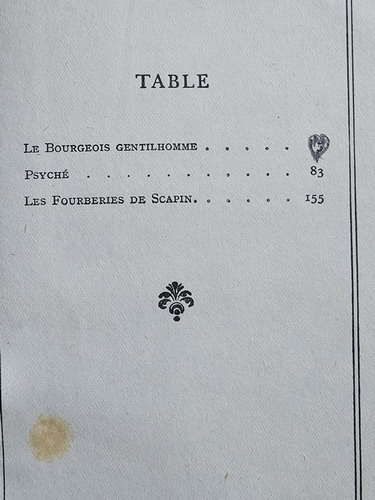 TABLE
LE BOURGEOIS GENTILHOMME . . . . .
PSYCHÉ . . . . . . . . . . . 83
LES FOURBERIES DE SCAPIN. . . . . . 155